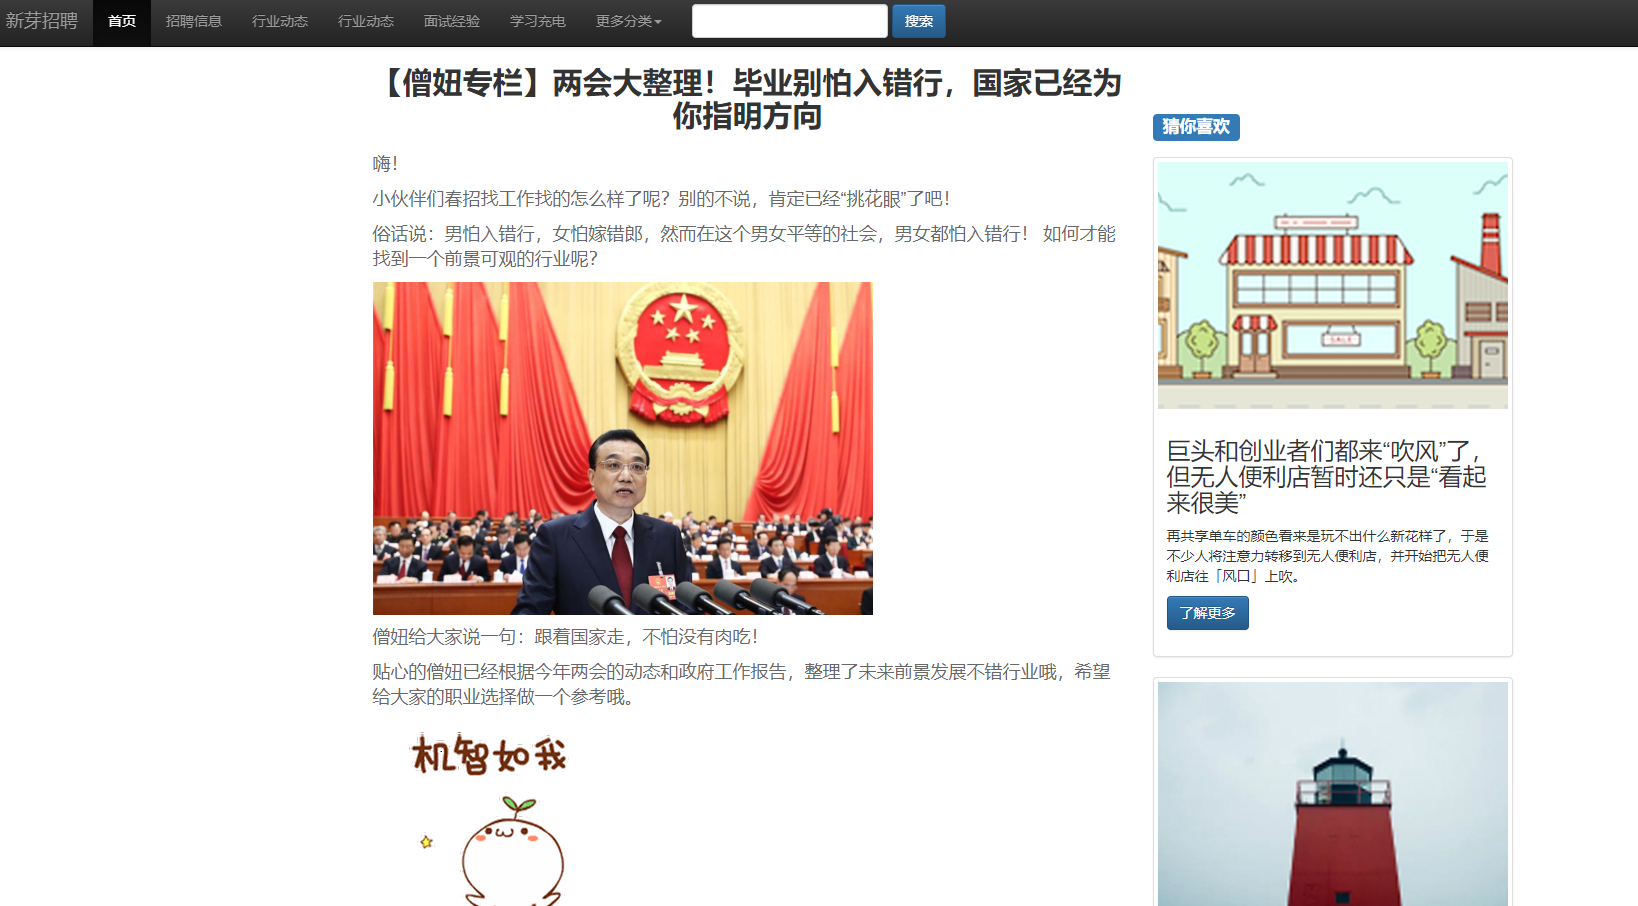 新芽招聘 首页 招聘信息 行业动态 行业动态 面试经验 学习充电 更多分类 搜索
【僧妞专栏】两会大整理！毕业别怕入错行，国家已经为
你指明方向
嗨！
小伙伴们春招找工作找的怎么样了呢？别的不说，肯定已经“挑花眼”了吧！
俗话说：男怕入错行，女怕嫁错郎，然而在这个男女平等的社会，男女都怕入错行！ 如何才能
找到一个前景可观的行业呢？
僧妞给大家说一句：跟着国家走，不怕没有肉吃！
贴心的僧妞已经根据今年两会的动态和政府工作报告，整理了未来前景发展不错行业哦，希望
给大家的职业选择做一个参考哦。
机智如我
猜你喜欢
SALE
巨头和创业者们都来“吹风”了，
但无人便利店暂时还只是“看起
来很美”
再共享单车的颜色看来是玩不出什么新花样了，于是
不少人将注意力转移到无人便利店，并开始把无人便
利店往「风口」上吹。
了解更多